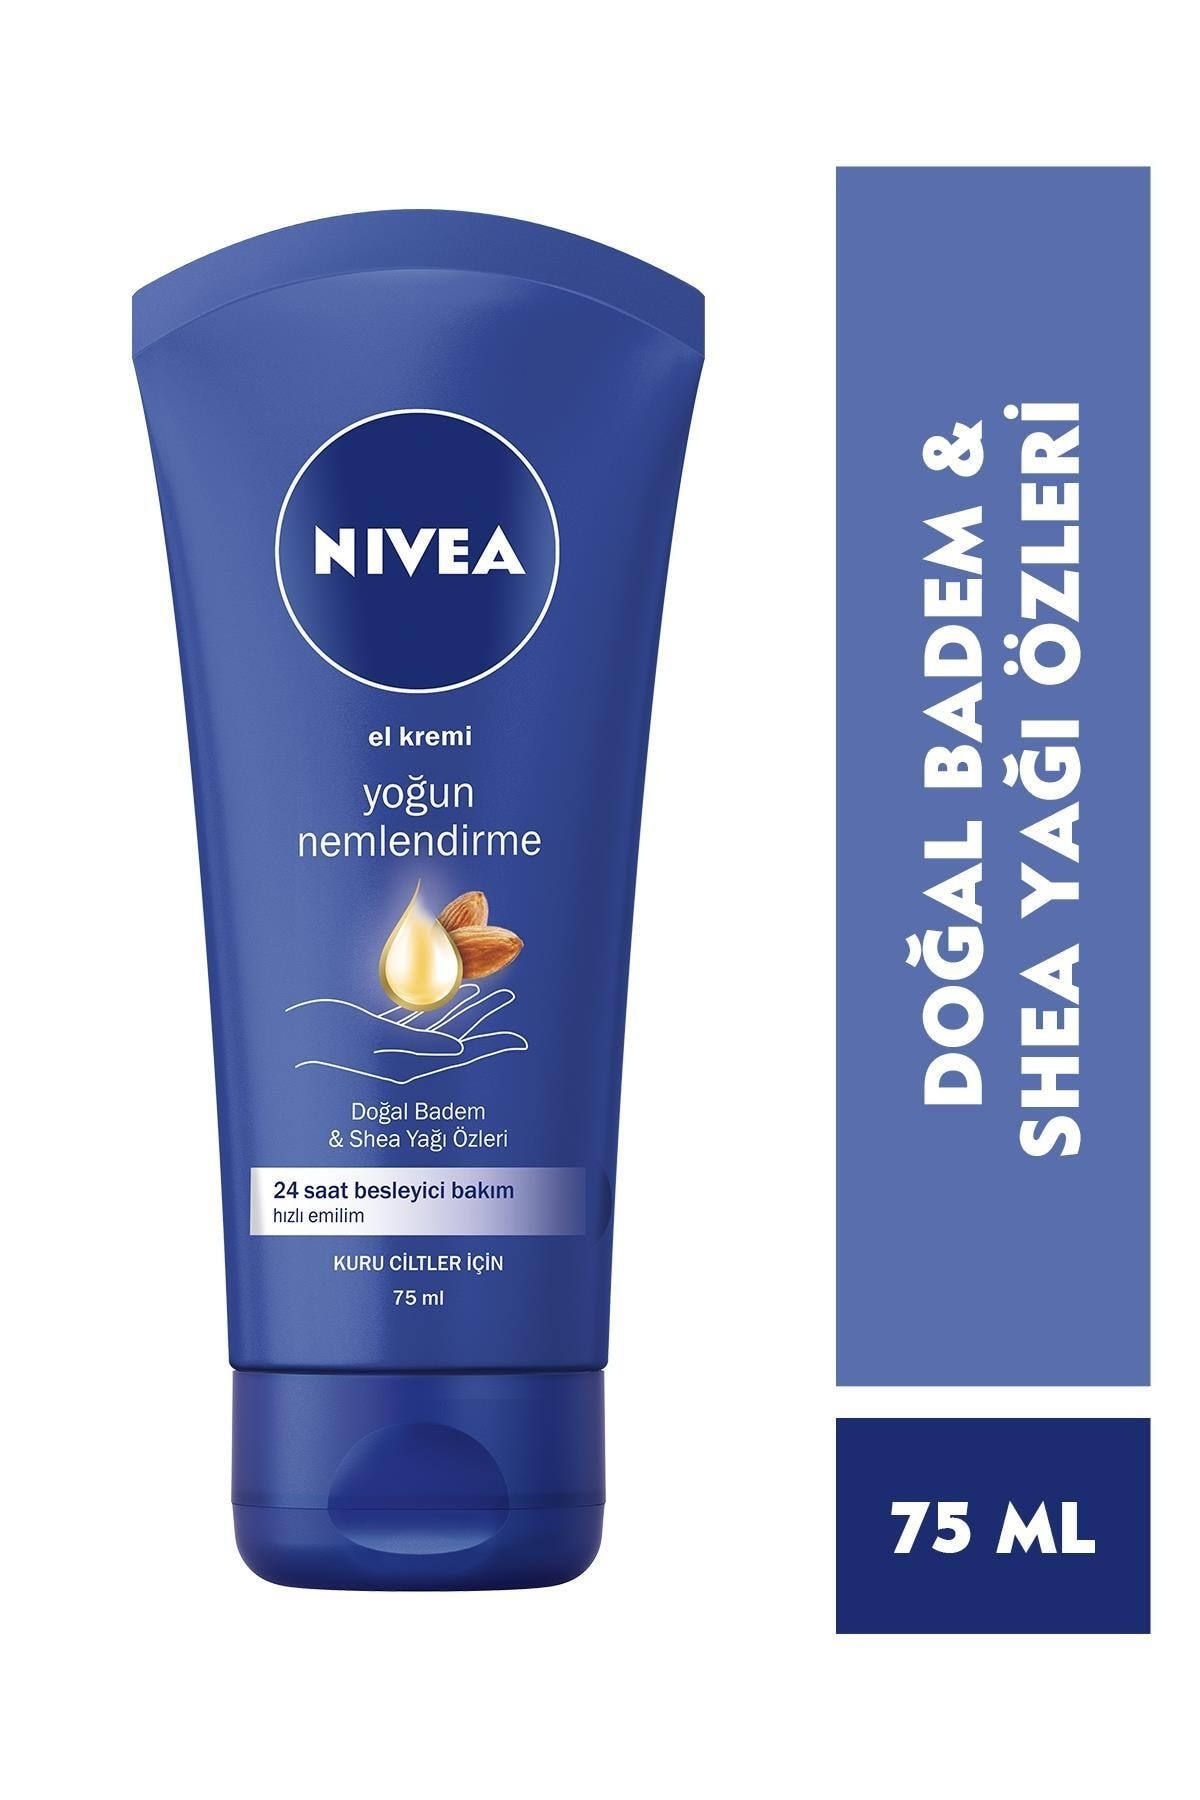 NIVEA
el kremi
yoğun
nemlendirme
Doğal Badem
& Shea Yağı Özleri
24 saat besleyici bakım
hızlı emilim
KURU CİLTLER İÇİN
75 ml
DOĞAL BADEM &
SHEA YAĞI ÖZLERİ
75 ML